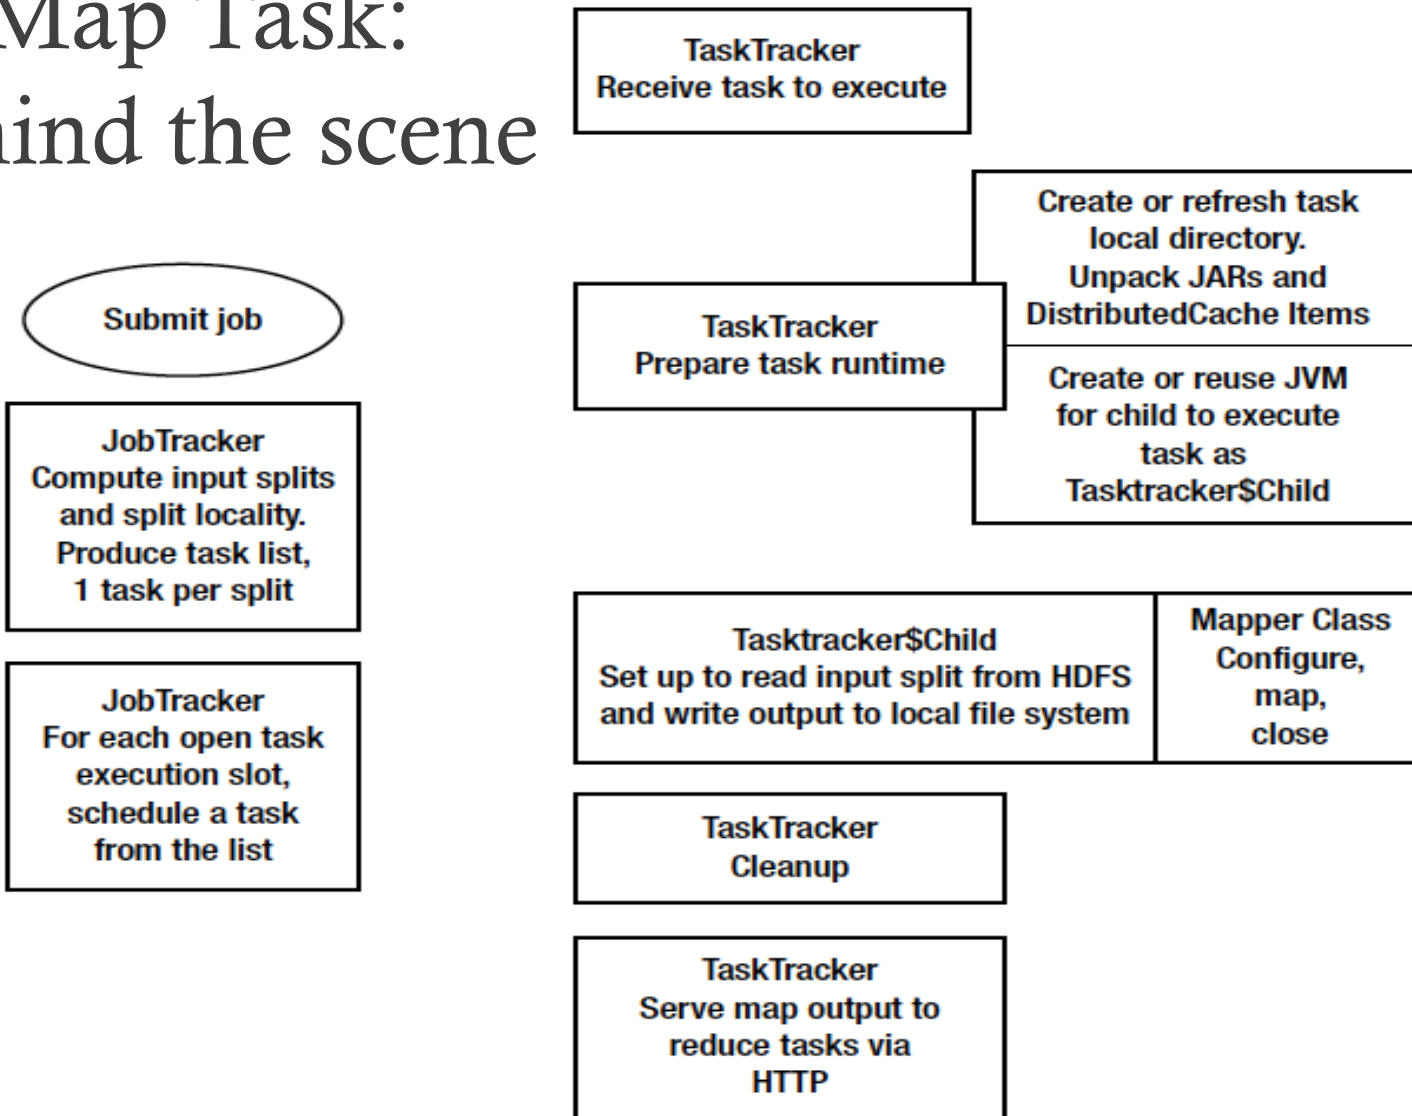 Map Task:
ind the scene
Submit job
JobTracker
Compute input splits
and split locality.
Produce task list,
1 task per split
JobTracker
For each open task
execution slot,
schedule a task
from the list
TaskTracker
Receive task to execute
TaskTracker
Prepare task runtime
Create or refresh task
local directory.
Unpack JARs and
DistributedCache Items
Create or reuse JVM
for child to execute
task as
Tasktracker$Child
Tasktracker$Child
Set up to read input split from HDFS
and write output to local file system
Mapper Class
Configure,
map,
close
TaskTracker
Cleanup
TaskTracker
Serve map output to
reduce tasks via
HTTP